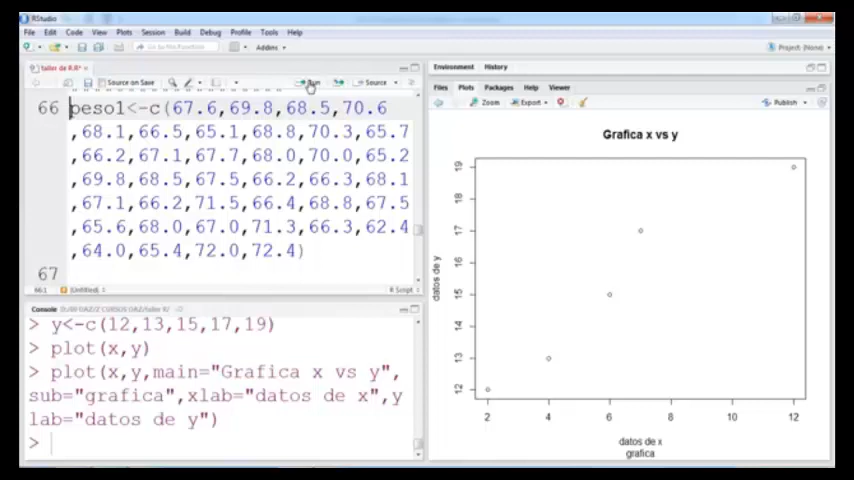 RStudio
File Edit Code View Plots Session Build Debug Profile Tools Help
Go to file/function Addins Project: (None)
taller de R.R* ×
Source on Save Run Source
66 peso1<-c(67.6,69.8,68.5,70.6
,68.1,66.5,65.1,68.8,70.3,65.7
,66.2,67.1,67.7,68.0,70.0,65.2
,69.8,68.5,67.5,66.2,66.3,68.1
,67.1,66.2,71.5,66.4,68.8,67.5
,65.6,68.0,67.0,71.3,66.3,62.4
,64.0,65.4,72.0,72.4)
67
66:1 (Untitled) R Script
Console
> y<-c(12,13,15,17,19)
> plot(x,y)
> plot(x,y,main="Grafica x vs y",
sub="grafica",xlab="datos de x",y
lab="datos de y")
>
Environment History
Files Plots Packages Help Viewer
Zoom Export Publish
Grafica x vs y
datos de y
19
18
17
16
15
14
13
12
2 4 6 8 10 12
datos de x
grafica